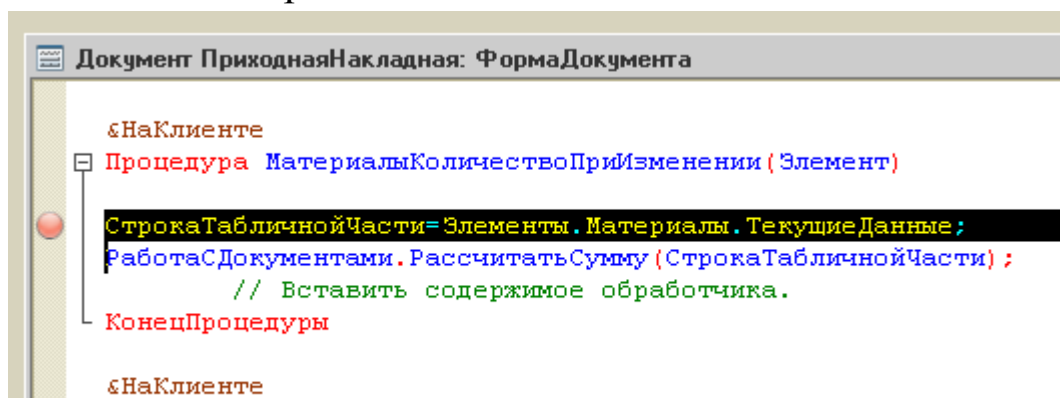 Документ ПриходнаяНакладная: ФормаДокумента
&НаКлиенте
Процедура МатериалыКоличествоПриИзменении(Элемент)
СтрокаТабличнойЧасти=Элементы.Материалы.ТекущиеДанные;
РаботаСДокументами.РассчитатьСумму(СтрокаТабличнойЧасти);
// Вставить содержимое обработчика.
КонецПроцедуры
&НаКлиенте